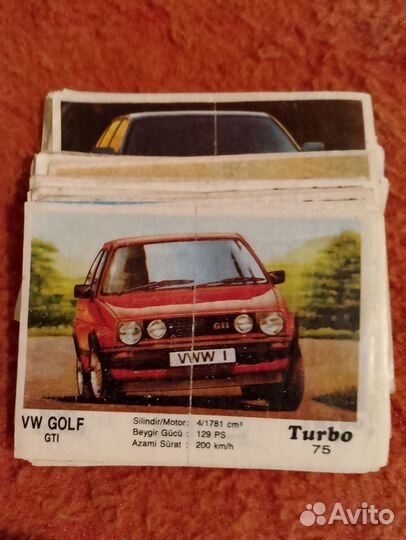 GTI
VWW 1
VW GOLF
GTI
Silindir/Motor: 4/1781 cm³
Beygir Gücü : 129 PS
Azami Sürat : 200 km/h
Turbo
75
Avito